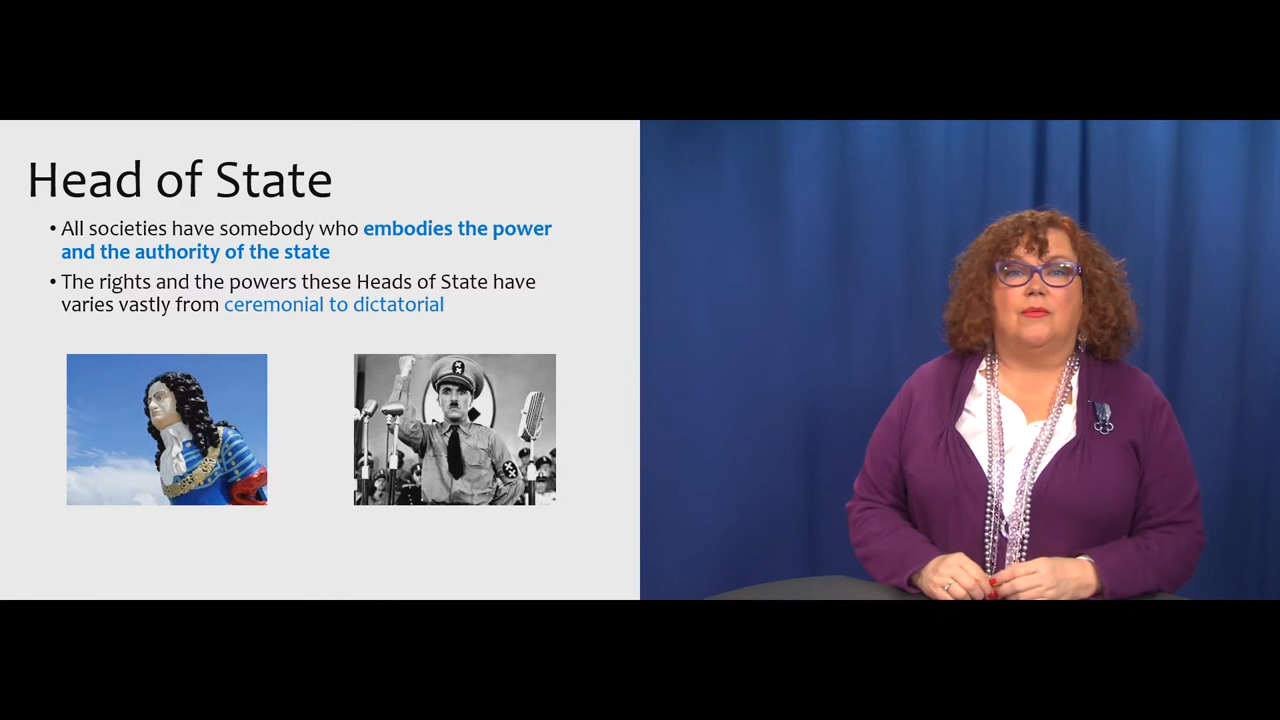 Head of State
• All societies have somebody who embodies the power
and the authority of the state
• The rights and the powers these Heads of State have
varies vastly from ceremonial to dictatorial